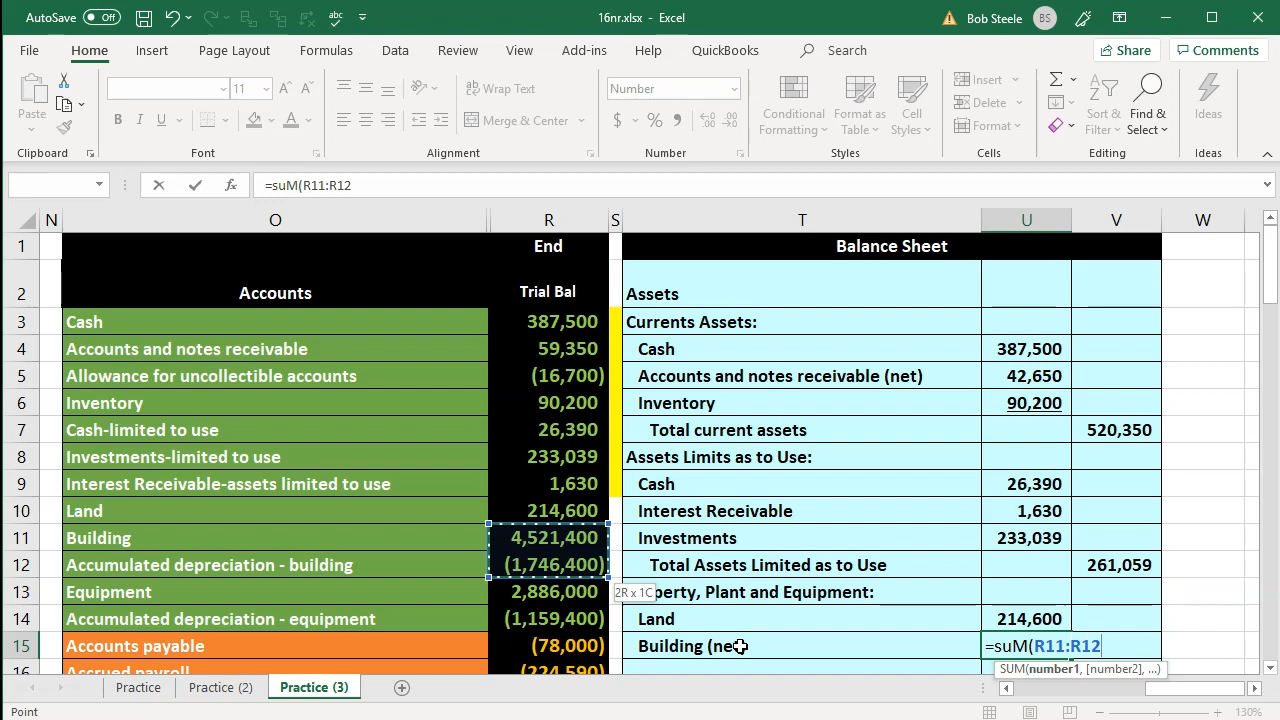 AutoSave Off 16nr.xlsx - Excel Bob Steele BS
File Home Insert Page Layout Formulas Data Review View Add-ins Help QuickBooks Search Share Comments
Paste 11 Wrap Text Number Insert
B I U Merge & Center $ % Conditional Formatting Format as Table Cell Styles Delete Format Sort & Filter Find & Select Ideas
Clipboard Font Alignment Number Styles Cells Editing Ideas
=suM(R11:R12
N O R S T U V W
1 End Balance Sheet
2 Accounts Trial Bal Assets
3 Cash 387,500 Currents Assets:
4 Accounts and notes receivable 59,350 Cash 387,500
5 Allowance for uncollectible accounts (16,700) Accounts and notes receivable (net) 42,650
6 Inventory 90,200 Inventory 90,200
7 Cash-limited to use 26,390 Total current assets 520,350
8 Investments-limited to use 233,039 Assets Limits as to Use:
9 Interest Receivable-assets limited to use 1,630 Cash 26,390
10 Land 214,600 Interest Receivable 1,630
11 Building 4,521,400 Investments 233,039
12 Accumulated depreciation - building (1,746,400) Total Assets Limited as to Use 261,059
13 Equipment 2,886,000 2R x 1C perty, Plant and Equipment:
14 Accumulated depreciation - equipment (1,159,400) Land 214,600
15 Accounts payable (78,000) Building (ne =suM(R11:R12
16 Accrued payroll (224,590) SUM(number1, [number2], ...)
Practice Practice (2) Practice (3)
Point 130%